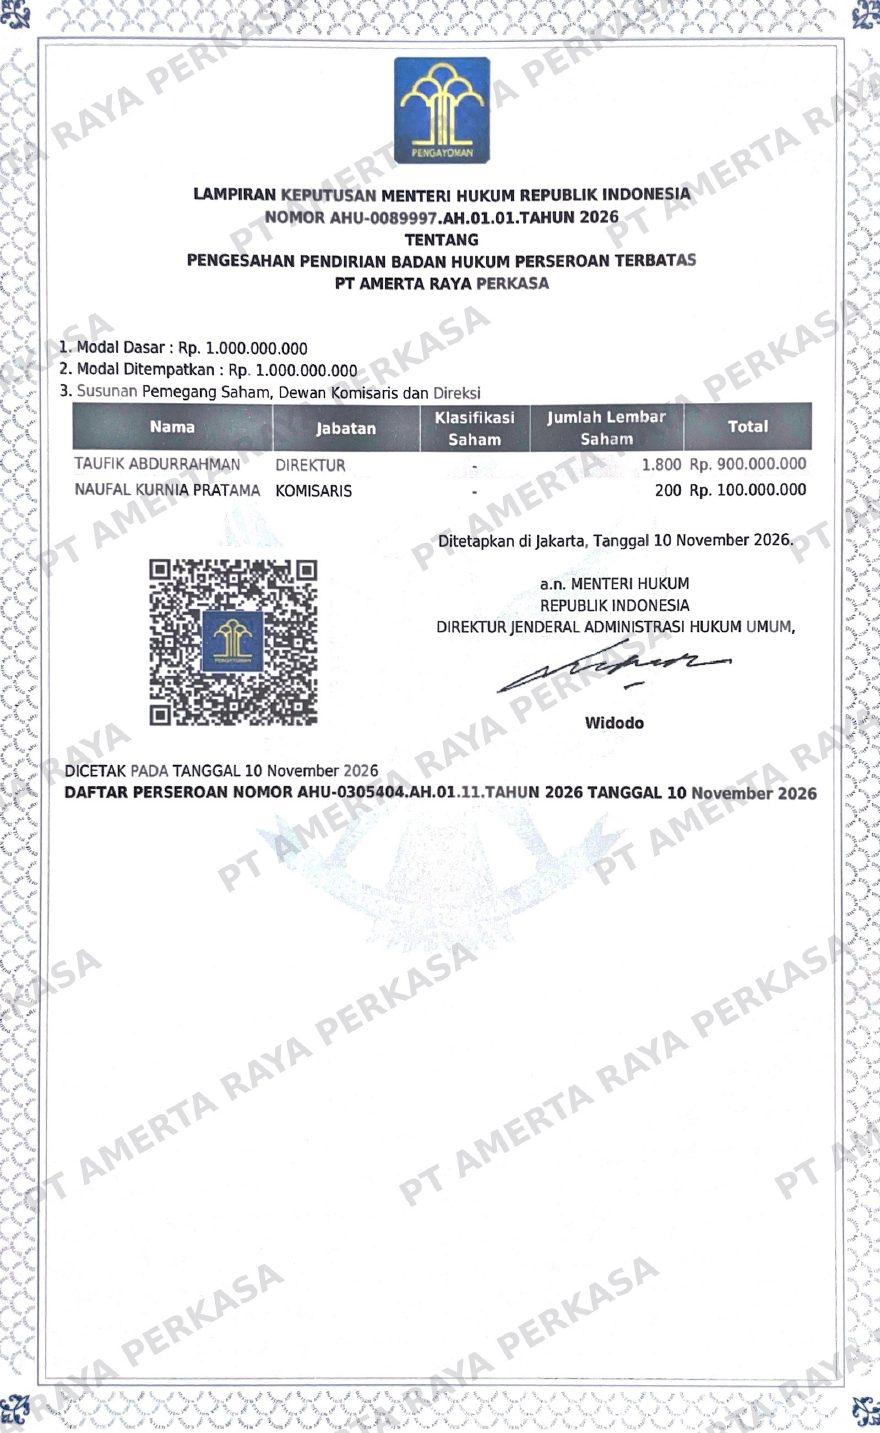 PENGAYOMAN
LAMPIRAN KEPUTUSAN MENTERI HUKUM REPUBLIK INDONESIA
NOMOR AHU-0089997.AH.01.01.TAHUN 2026
TENTANG
PENGESAHAN PENDIRIAN BADAN HUKUM PERSEROAN TERBATAS
PT AMERTA RAYA PERKASA
1. Modal Dasar : Rp. 1.000.000.000
2. Modal Ditempatkan : Rp. 1.000.000.000
3. Susunan Pemegang Saham, Dewan Komisaris dan Direksi
Nama Jabatan Klasifikasi Saham Jumlah Lembar Saham Total
TAUFIK ABDURRAHMAN DIREKTUR - 1.800 Rp. 900.000.000
NAUFAL KURNIA PRATAMA KOMISARIS - 200 Rp. 100.000.000
Ditetapkan di Jakarta, Tanggal 10 November 2026.
a.n. MENTERI HUKUM
REPUBLIK INDONESIA
DIREKTUR JENDERAL ADMINISTRASI HUKUM UMUM,
PENGAYOMAN
Widodo
DICETAK PADA TANGGAL 10 November 2026
DAFTAR PERSEROAN NOMOR AHU-0305404.AH.01.11.TAHUN 2026 TANGGAL 10 November 2026
PT AMERTA RAYA PERKASA